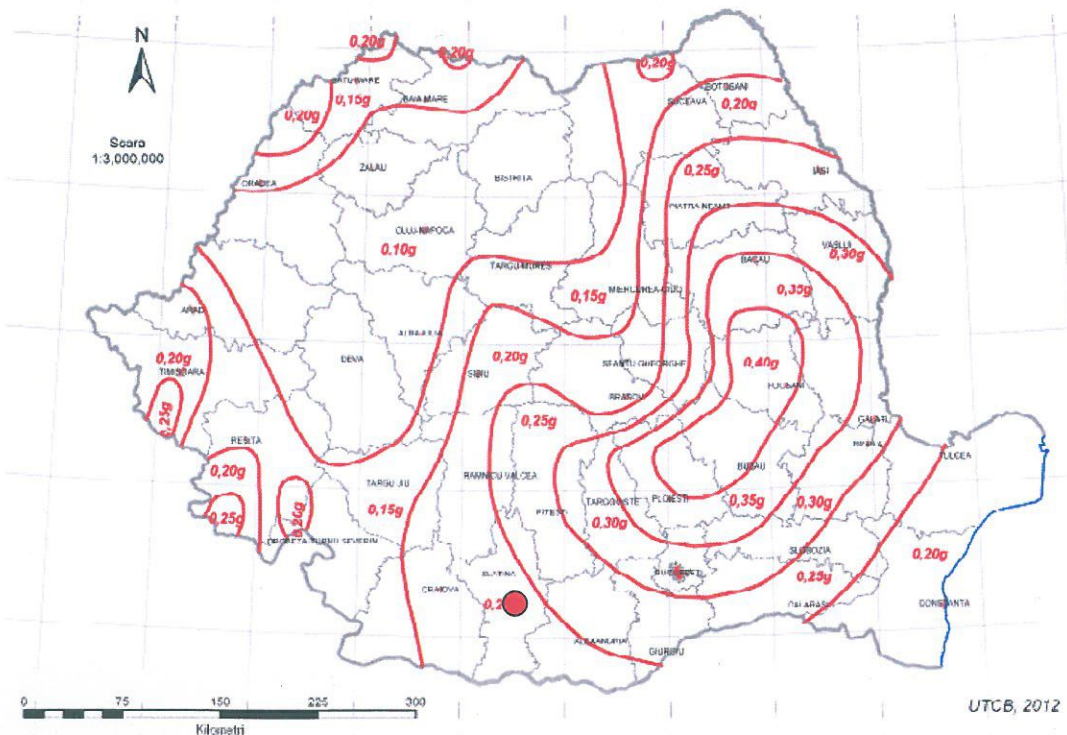 N
0,20g
0,20g
0,20g
SATU MARE
0,15g
BAIA MARE
0,20g
SUCEAVA
BOTOSANI
0,20g
Scara
1:3,000,000
ORADEA
ZALAU
BISTRITA
0,25g
IASI
PIATRA NEAMT
CLUJ-NAPOCA
0.10g
VASLUI
0,30g
TARGU-MURES
BACAU
0,15g
MIERCUREA-CIUC
0,35g
ARAD
ALBA-IULIA
0,20g
TIMISOARA
DEVA
SIBIU
0,20g
SFANTU GHEORGHE
0,40g
FOCSANI
BRASOV
0,25g
0,25g
GALATI
BRAILA
TULCEA
RESITA
0,20g
RAMNICU VALCEA
BUZAU
TARGU JIU
0,15g
TARGOVISTE
PLOIESTI
0,35g
0,30g
0,25g
0,20g
PITESTI
0,30g
DROBETA-TURNU SEVERIN
SLOBOZIA
0,20g
SLATINA
BUCURESTI
0,25g
CRAIOVA
0,2
CALARASI
CONSTANTA
ALEXANDRIA
GIURGIU
0 75 150 225 300
Kilometri
UTCB, 2012